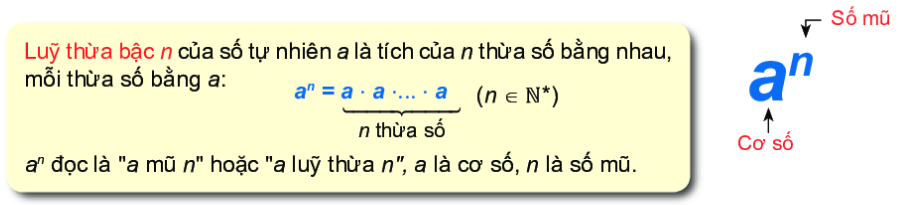 Luỹ thừa bậc n của số tự nhiên a là tích của n thừa số bằng nhau,
mỗi thừa số bằng a:
aⁿ = a · a ·... · a (n ∈ ℕ*)
n thừa số
aⁿ đọc là "a mũ n" hoặc "a luỹ thừa n", a là cơ số, n là số mũ.
Số mũ
aⁿ
Cơ số